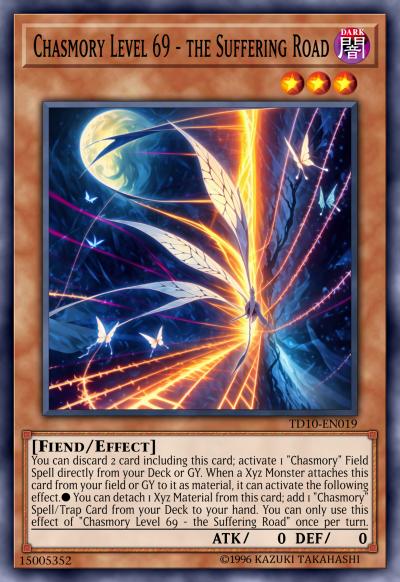 Chasmory Level 69 - the Suffering Road
DARK
闇
TD10-EN019
[Fiend/Effect]
You can discard 2 card including this card; activate 1 "Chasmory" Field
Spell directly from your Deck or GY. When a Xyz Monster attaches this
card from your field or GY to it as material, it can activate the following
effect.● You can detach 1 Xyz Material from this card; add 1 "Chasmory"
Spell/Trap Card from your Deck to your hand. You can only use this
effect of "Chasmory Level 69 - the Suffering Road" once per turn.
ATK/ 0 DEF/ 0
15005352 ©1996 KAZUKI TAKAHASHI